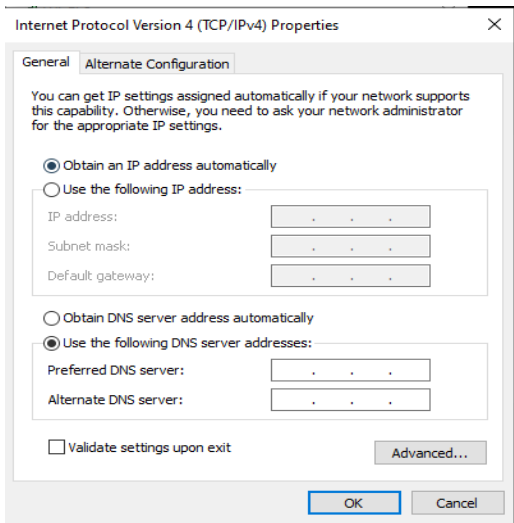 Internet Protocol Version 4 (TCP/IPv4) Properties
General
Alternate Configuration
You can get IP settings assigned automatically if your network supports
this capability. Otherwise, you need to ask your network administrator
for the appropriate IP settings.
Obtain an IP address automatically
Use the following IP address:
IP address:
Subnet mask:
Default gateway:
Obtain DNS server address automatically
Use the following DNS server addresses:
Preferred DNS server:
Alternate DNS server:
Validate settings upon exit
Advanced...
OK
Cancel